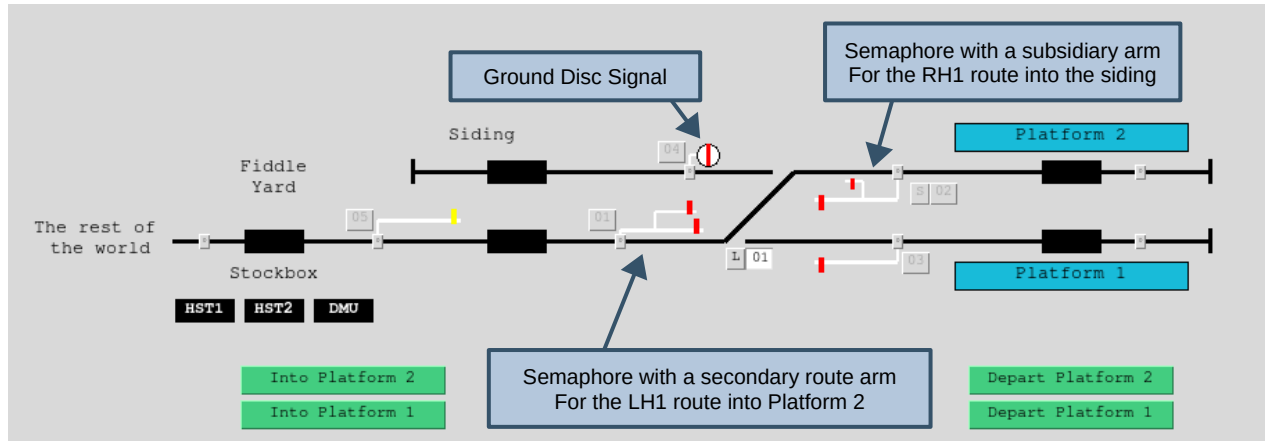 Semaphore with a subsidiary arm
For the RH1 route into the siding
Ground Disc Signal
Siding
Platform 2
04
Fiddle
Yard
S 02
05
01
The rest of
the world
L 01
03
Stockbox
Platform 1
HST1 HST2 DMU
Semaphore with a secondary route arm
For the LH1 route into Platform 2
Into Platform 2
Depart Platform 2
Into Platform 1
Depart Platform 1